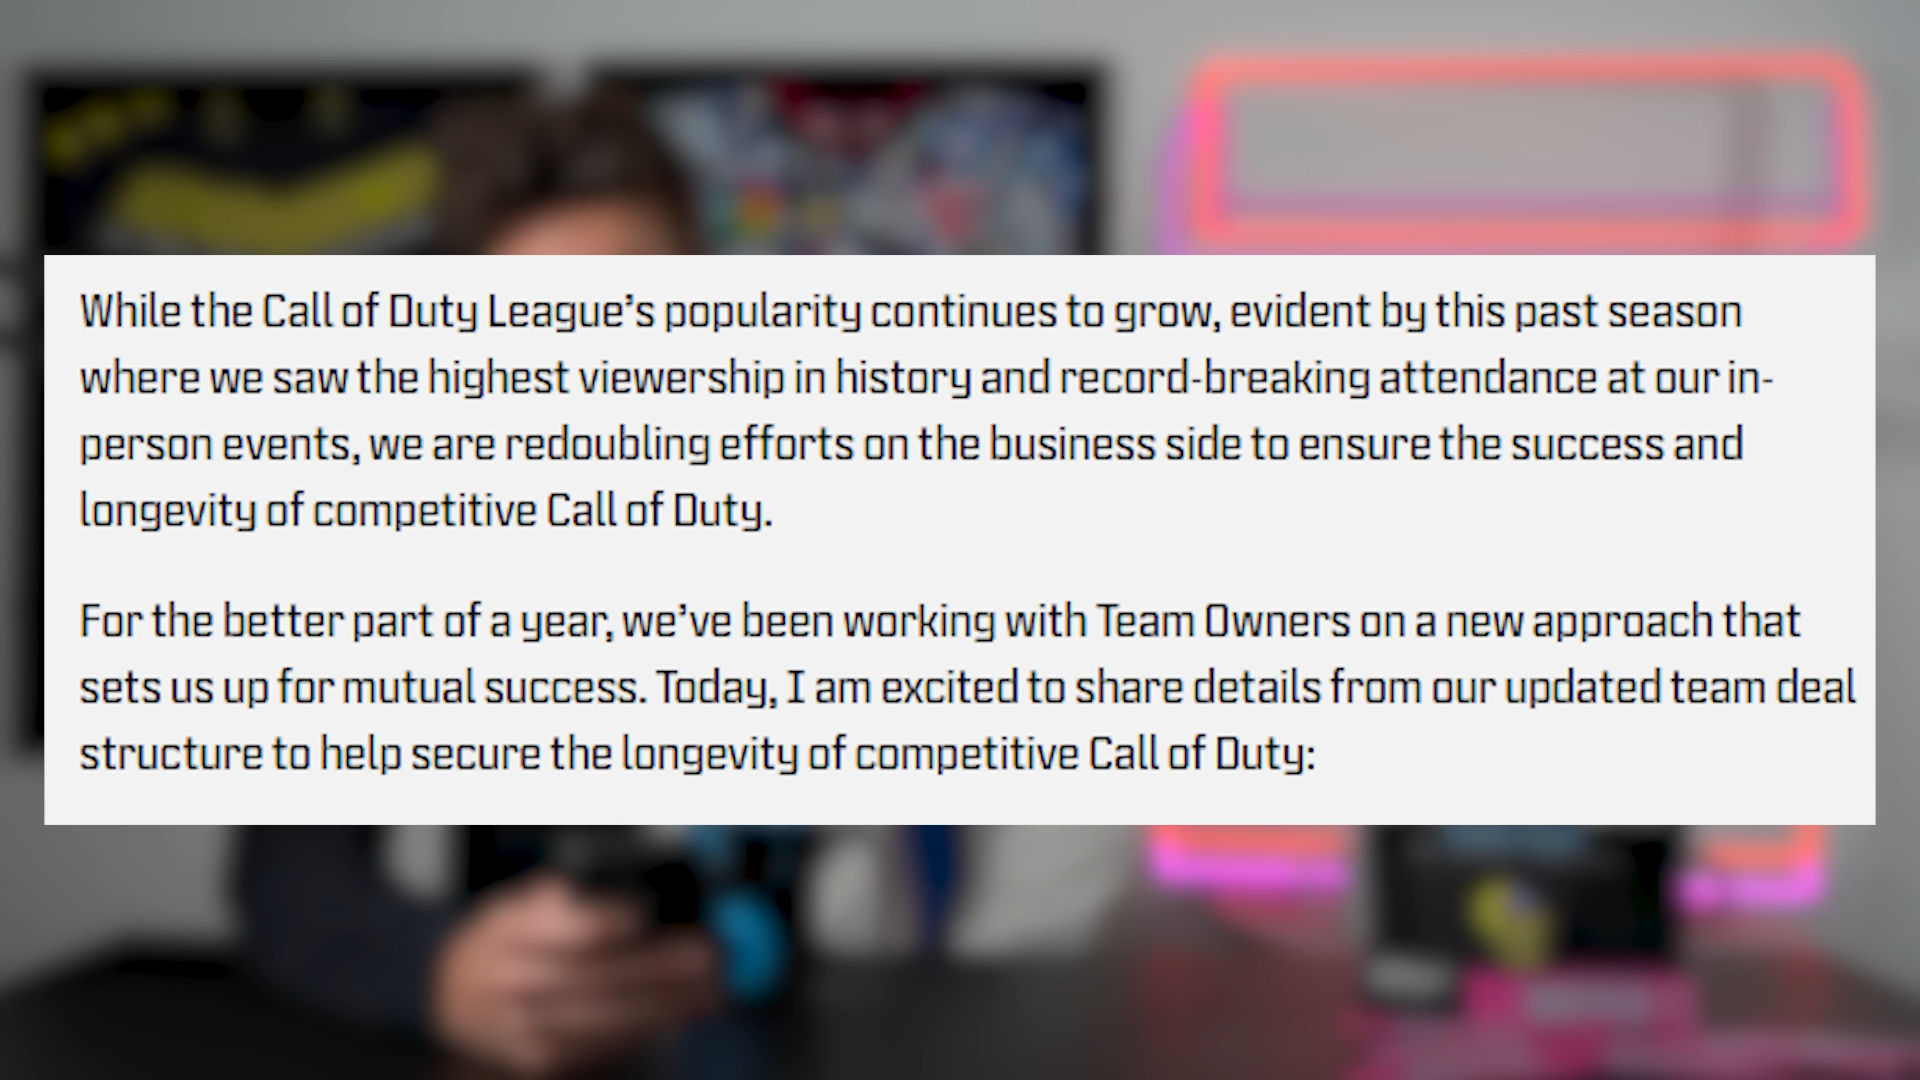 While the Call of Duty League’s popularity continues to grow, evident by this past season
where we saw the highest viewership in history and record-breaking attendance at our in-
person events, we are redoubling efforts on the business side to ensure the success and
longevity of competitive Call of Duty.
For the better part of a year, we’ve been working with Team Owners on a new approach that
sets us up for mutual success. Today, I am excited to share details from our updated team deal
structure to help secure the longevity of competitive Call of Duty: